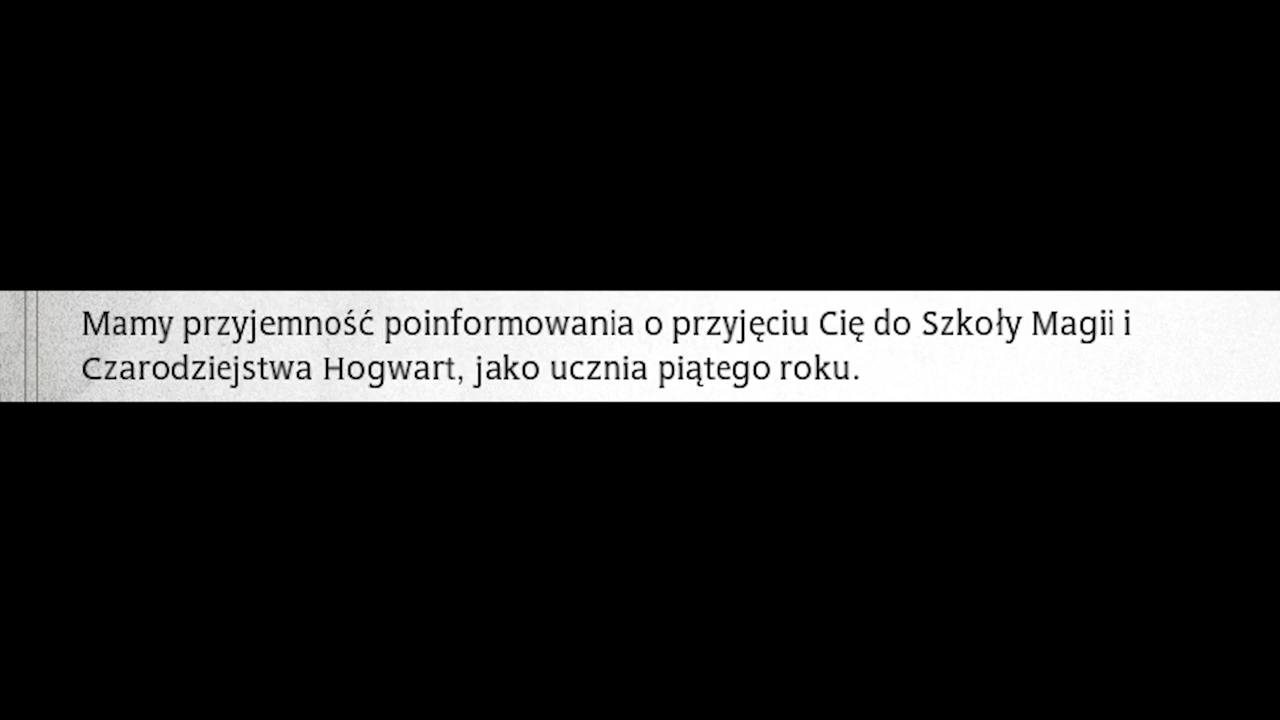 Mamy przyjemność poinformowania o przyjęciu Cię do Szkoły Magii i
Czarodziejstwa Hogwart, jako ucznia piątego roku.